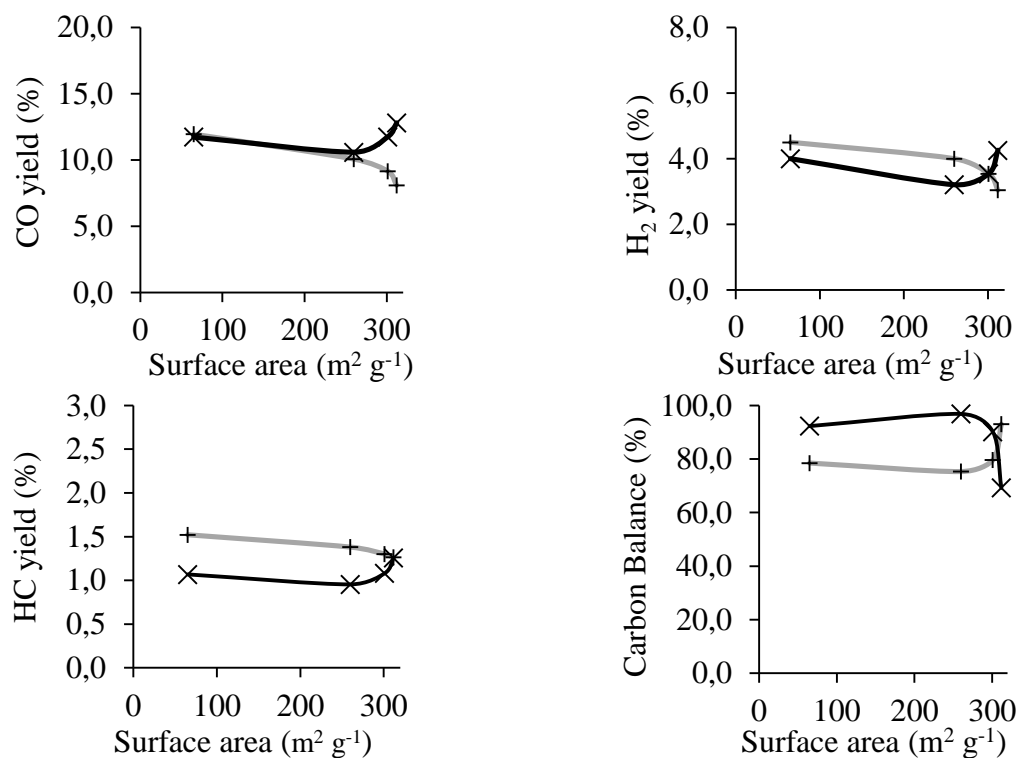 CO yield (%)
20,0
15,0
10,0
5,0
0,0
0 100 200 300
Surface area (m² g⁻¹)
H₂ yield (%)
8,0
6,0
4,0
2,0
0,0
0 100 200 300
Surface area (m² g⁻¹)
HC yield (%)
3,0
2,5
2,0
1,5
1,0
0,5
0,0
0 100 200 300
Surface area (m² g⁻¹)
Carbon Balance (%)
100,0
80,0
60,0
40,0
20,0
0,0
0 100 200 300
Surface area (m² g⁻¹)